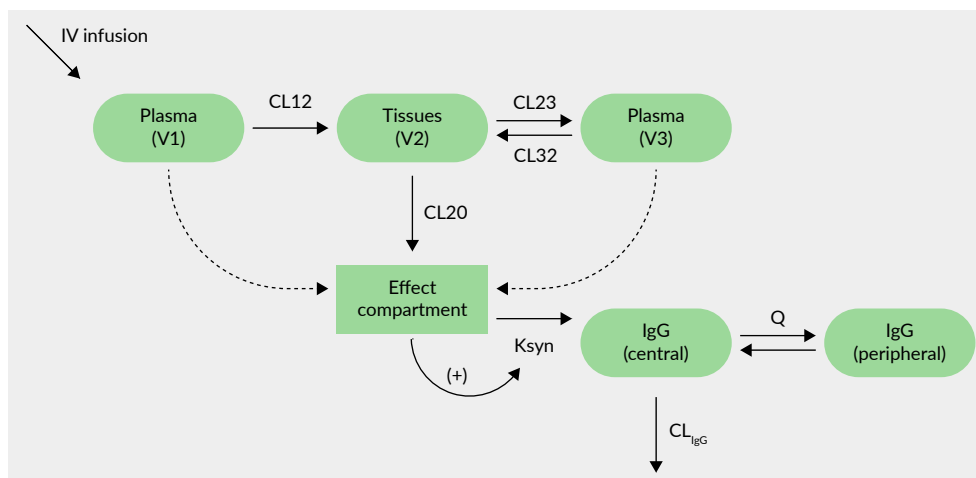 IV infusion
Plasma
(V1)
CL12
Tissues
(V2)
CL23
CL32
Plasma
(V3)
CL20
Effect
compartment
(+)
Ksyn
IgG
(central)
Q
IgG
(peripheral)
CLIgG